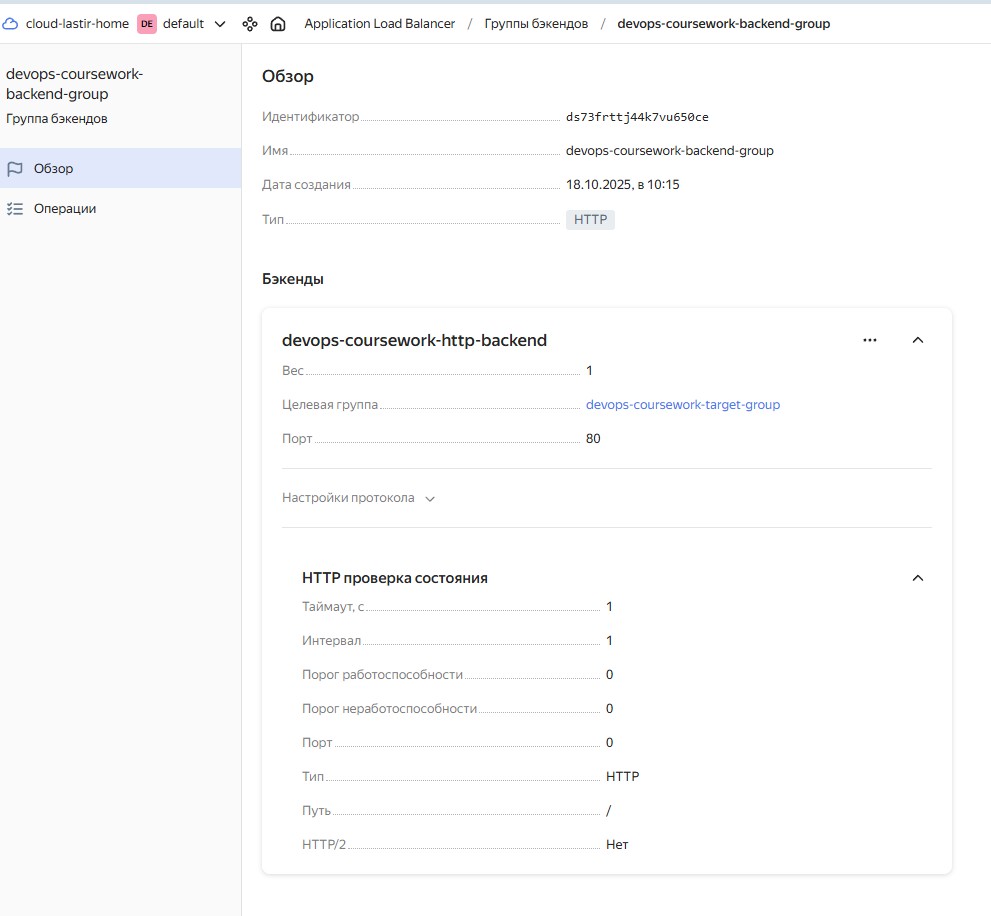 cloud-lastir-home DE default Application Load Balancer / Группы бэкендов / devops-coursework-backend-group
devops-coursework-
backend-group
Группа бэкендов
Обзор
Операции
Обзор
Идентификатор ds73frttj44k7vu650ce
Имя devops-coursework-backend-group
Дата создания 18.10.2025, в 10:15
Тип HTTP
Бэкенды
devops-coursework-http-backend
Вес 1
Целевая группа devops-coursework-target-group
Порт 80
Настройки протокола
HTTP проверка состояния
Таймаут, с 1
Интервал 1
Порог работоспособности 0
Порог неработоспособности 0
Порт 0
Тип HTTP
Путь /
HTTP/2 Нет